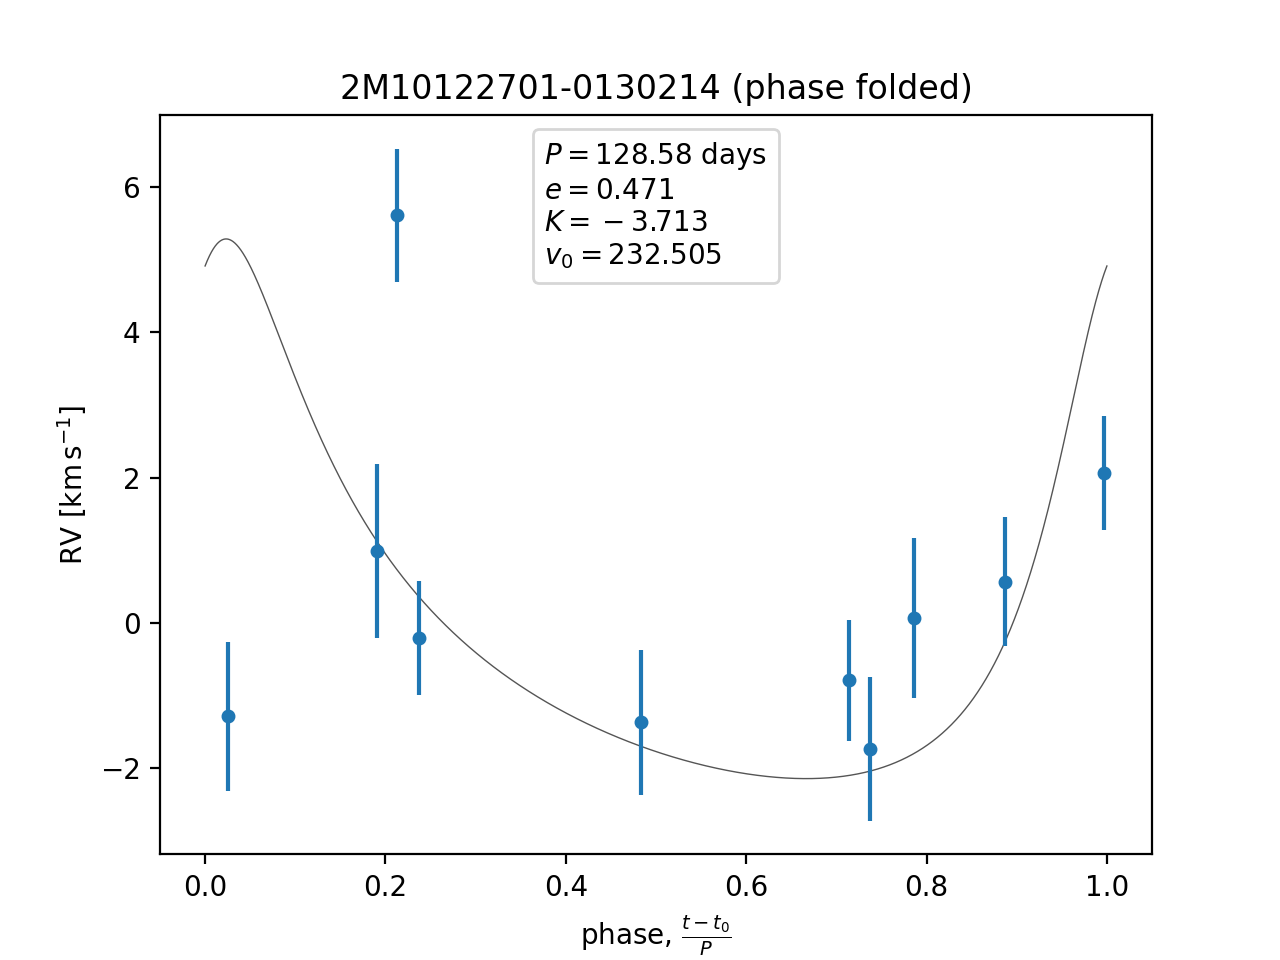 2M10122701-0130214 (phase folded)
P = 128.58 days
e = 0.471
K = −3.713
v₀ = 232.505
6
4
2
0
−2
RV [km s⁻¹]
0.0 0.2 0.4 0.6 0.8 1.0
phase, (t − t₀)/P